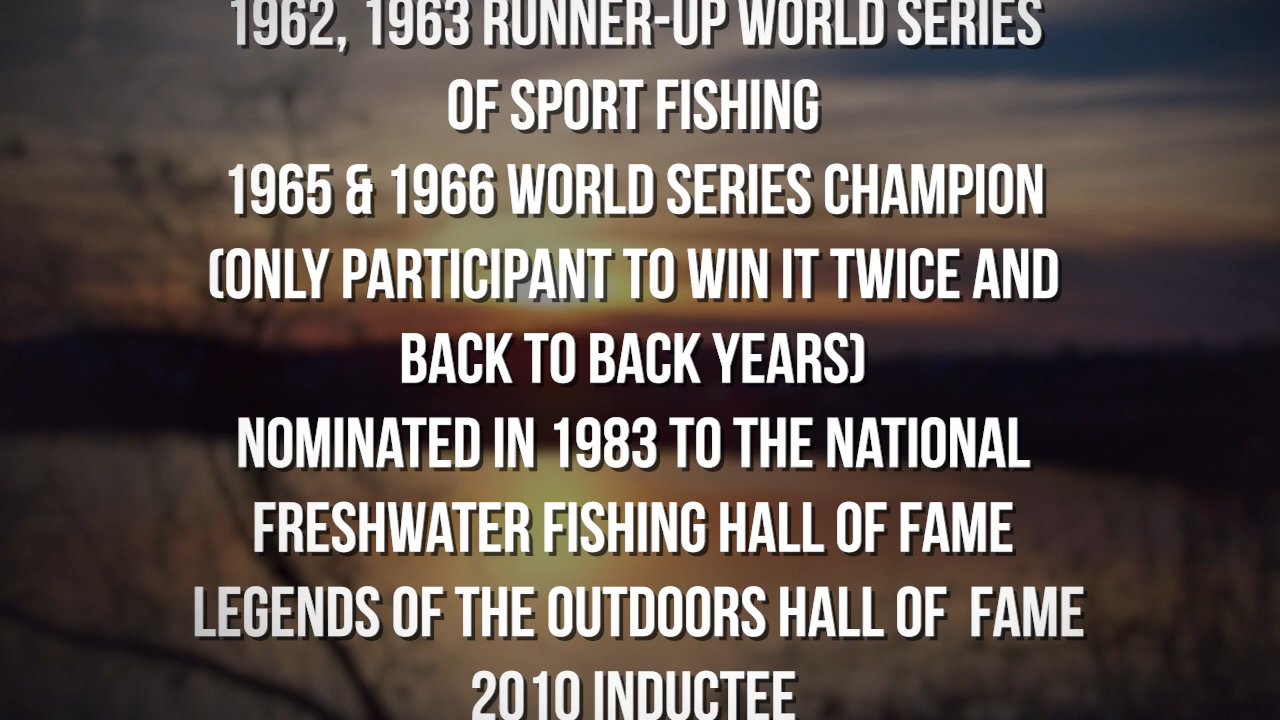 1962, 1963 RUNNER-UP WORLD SERIES
OF SPORT FISHING
1965 & 1966 WORLD SERIES CHAMPION
(ONLY PARTICIPANT TO WIN IT TWICE AND
BACK TO BACK YEARS)
NOMINATED IN 1983 TO THE NATIONAL
FRESHWATER FISHING HALL OF FAME
LEGENDS OF THE OUTDOORS HALL OF FAME
2010 INDUCTEE